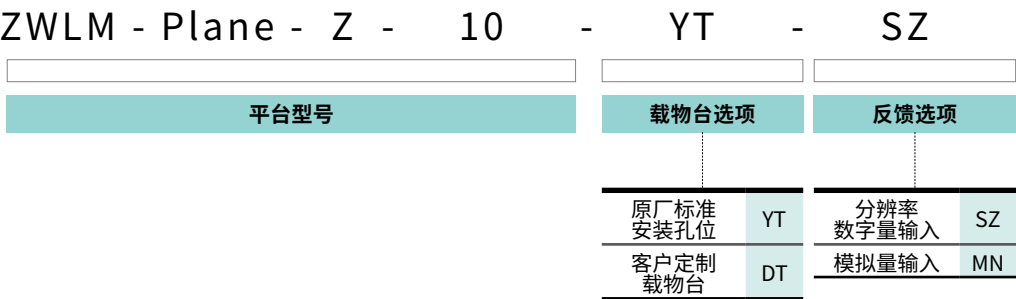 ZWLM - Plane - Z - 10 - YT - SZ
平台型号 载物台选项 反馈选项
原厂标准
安装孔位
YT
客户定制
载物台
DT
分辨率
数字量输入
SZ
模拟量输入
MN